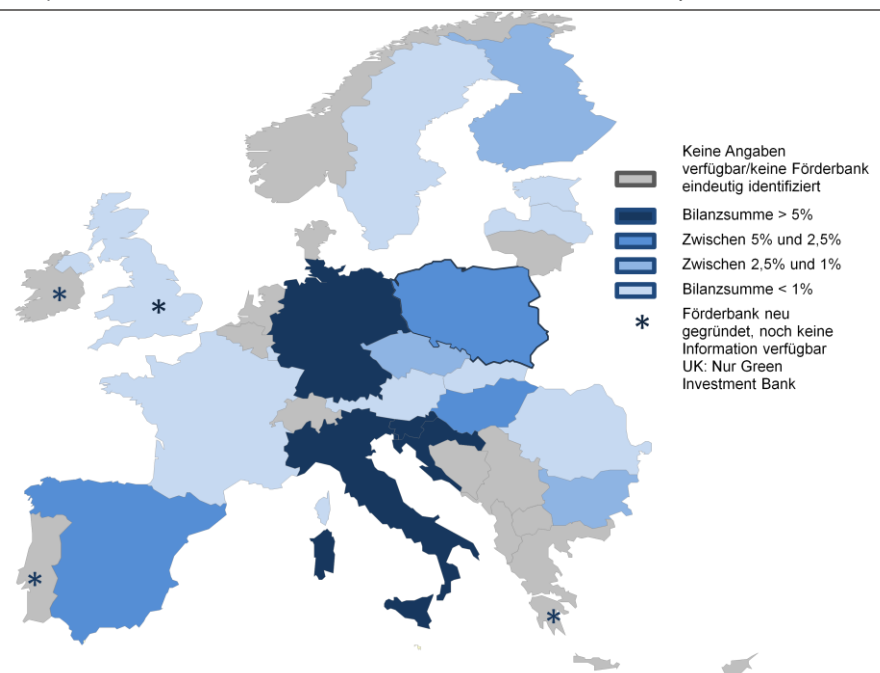 Keine Angaben
verfügbar/keine Förderbank
eindeutig identifiziert
Bilanzsumme > 5%
Zwischen 5% und 2,5%
Zwischen 2,5% und 1%
Bilanzsumme < 1%
* Förderbank neu
gegründet, noch keine
Information verfügbar
UK: Nur Green
Investment Bank
*
*
*
*